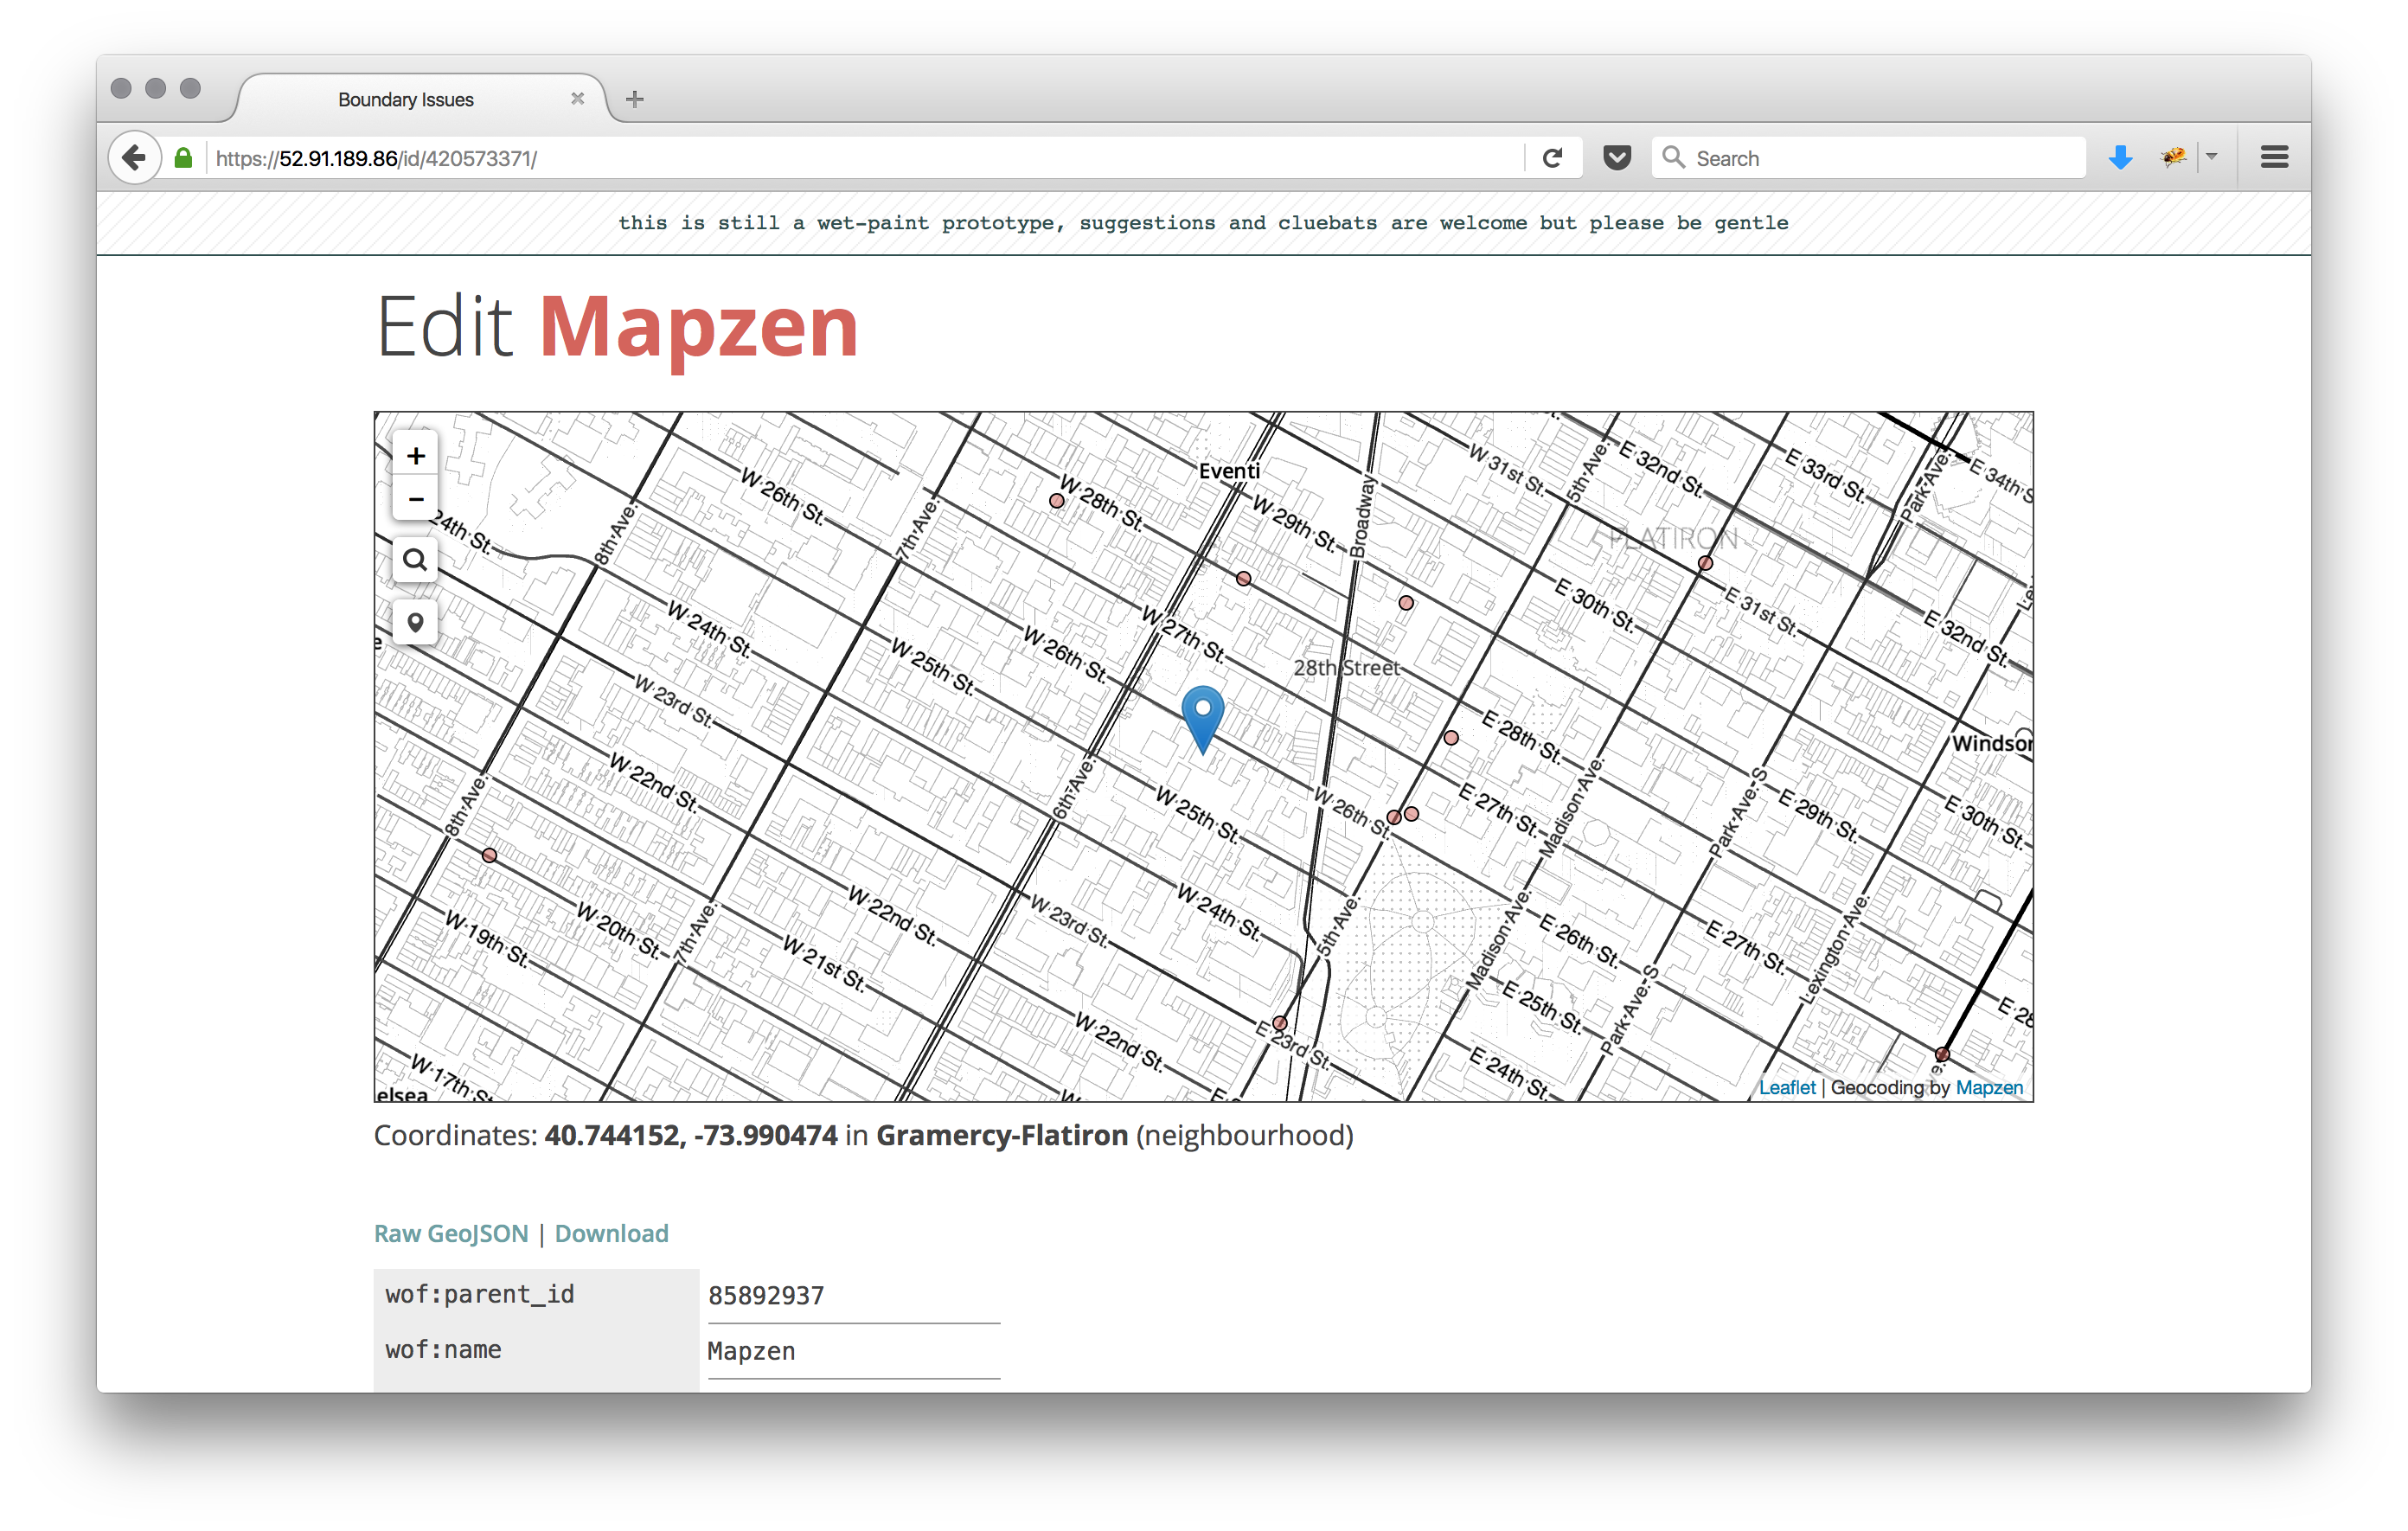 Boundary Issues
https://52.91.189.86/id/420573371/
Search
this is still a wet-paint prototype, suggestions and cluebats are welcome but please be gentle
Edit Mapzen
+
−
Eventi
W 31st St.
5th Ave.
E 32nd St.
E 33rd St.
Park Ave.
E 34th S
W 26th St.
W 28th St.
W 29th St.
Broadway
24th St.
8th Ave.
7th Ave.
FLATIRON
E 30th St.
E 31st St.
E 32nd St.
W 24th St.
W 25th St.
W 26th St.
W 27th St.
28th Street
W 23rd St.
E 28th St.
Windsor
W 22nd St.
8th Ave.
6th Ave.
W 25th St.
W 26th St.
E 27th St.
Madison Ave.
Park Ave S
E 29th St.
E 30th St.
W 19th St.
W 20th St.
7th Ave.
W 21st St.
W 22nd St.
W 23rd St.
W 24th St.
5th Ave.
Madison Ave.
E 26th St.
E 27th St.
Lexington Ave.
E 25th St.
Park Ave S
E 28
W 17th St.
elsea
W 22nd St.
E 23rd St.
E 24th St.
Leaflet | Geocoding by Mapzen
Coordinates: 40.744152, -73.990474 in Gramercy-Flatiron (neighbourhood)
Raw GeoJSON | Download
wof:parent_id 85892937
wof:name Mapzen